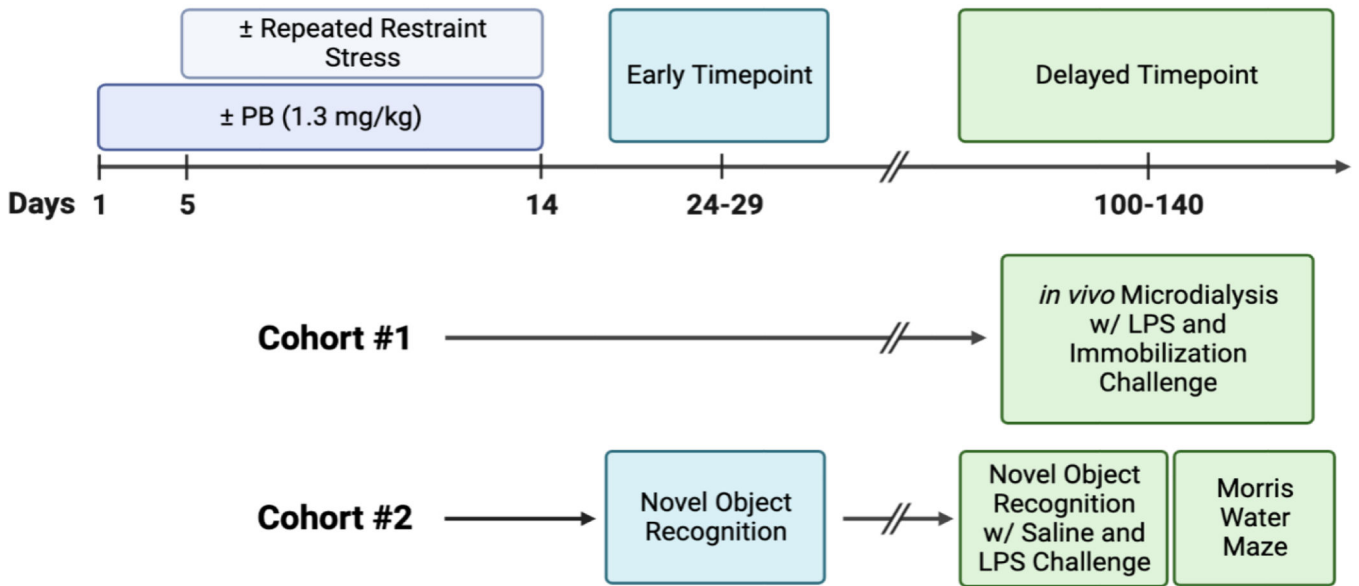 ± Repeated Restraint
Stress
± PB (1.3 mg/kg)
Early Timepoint
Delayed Timepoint
Days 1 5 14 24-29 100-140
Cohort #1
in vivo Microdialysis
w/ LPS and
Immobilization
Challenge
Cohort #2
Novel Object
Recognition
Novel Object
Recognition
w/ Saline and
LPS Challenge
Morris
Water
Maze